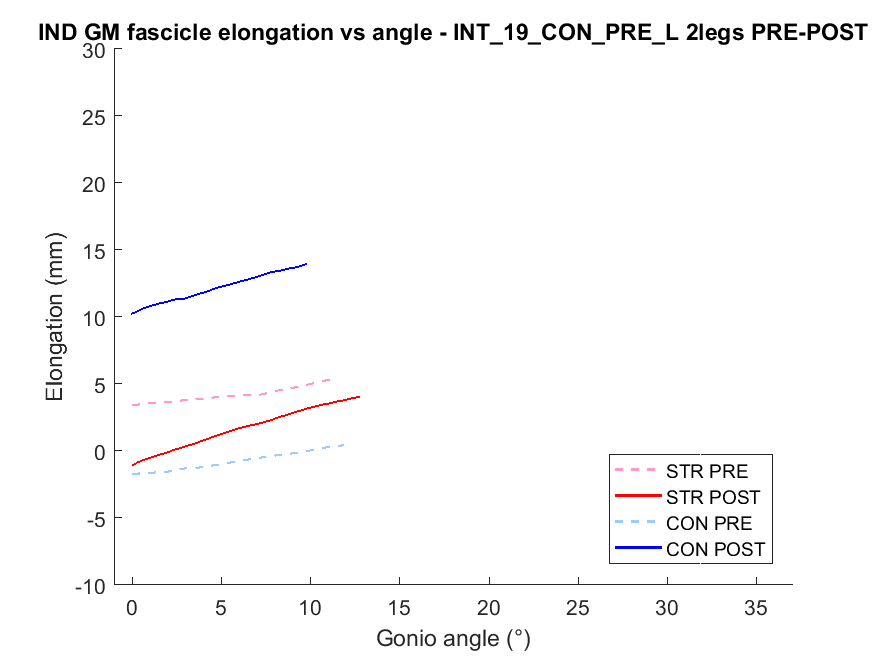 IND GM fascicle elongation vs angle - INT_19_CON_PRE_L 2legs PRE-POST
30
25
20
15
10
5
0
-5
-10
Elongation (mm)
0 5 10 15 20 25 30 35
Gonio angle (°)
STR PRE
STR POST
CON PRE
CON POST